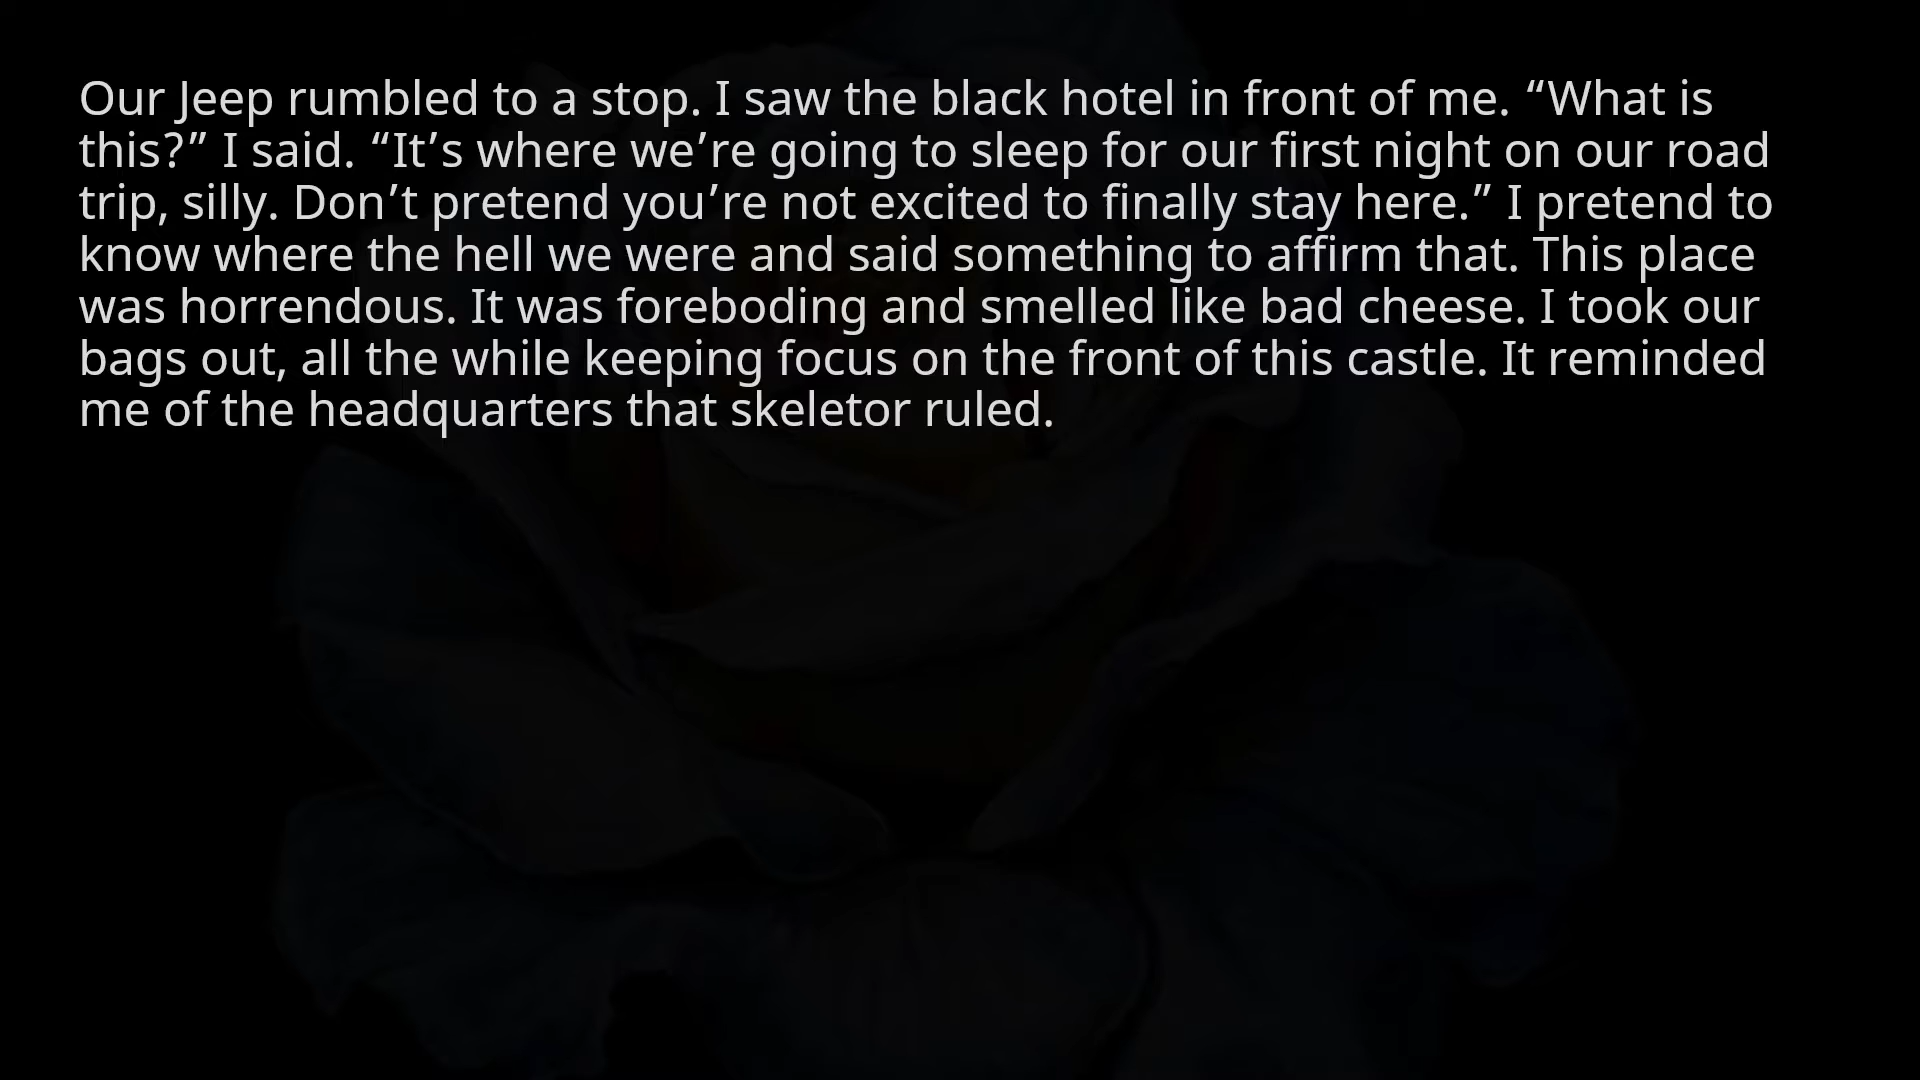 Our Jeep rumbled to a stop. I saw the black hotel in front of me. “What is
this?” I said. “It’s where we’re going to sleep for our first night on our road
trip, silly. Don’t pretend you’re not excited to finally stay here.” I pretend to
know where the hell we were and said something to affirm that. This place
was horrendous. It was foreboding and smelled like bad cheese. I took our
bags out, all the while keeping focus on the front of this castle. It reminded
me of the headquarters that skeletor ruled.